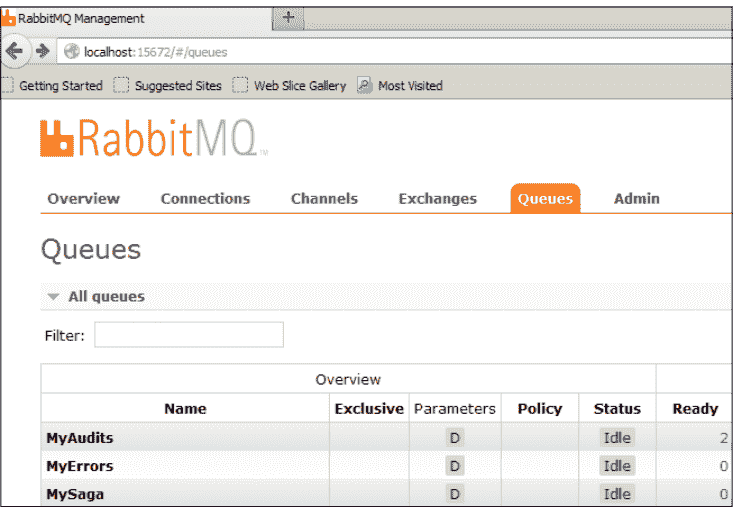 RabbitMQ Management
+
localhost:15672/#/queues
Getting Started Suggested Sites Web Slice Gallery Most Visited
RabbitMQ TM
Overview Connections Channels Exchanges Queues Admin
Queues
All queues
Filter:
Overview
Name Exclusive Parameters Policy Status Ready
MyAudits D Idle 2
MyErrors D Idle 0
MySaga D Idle 0